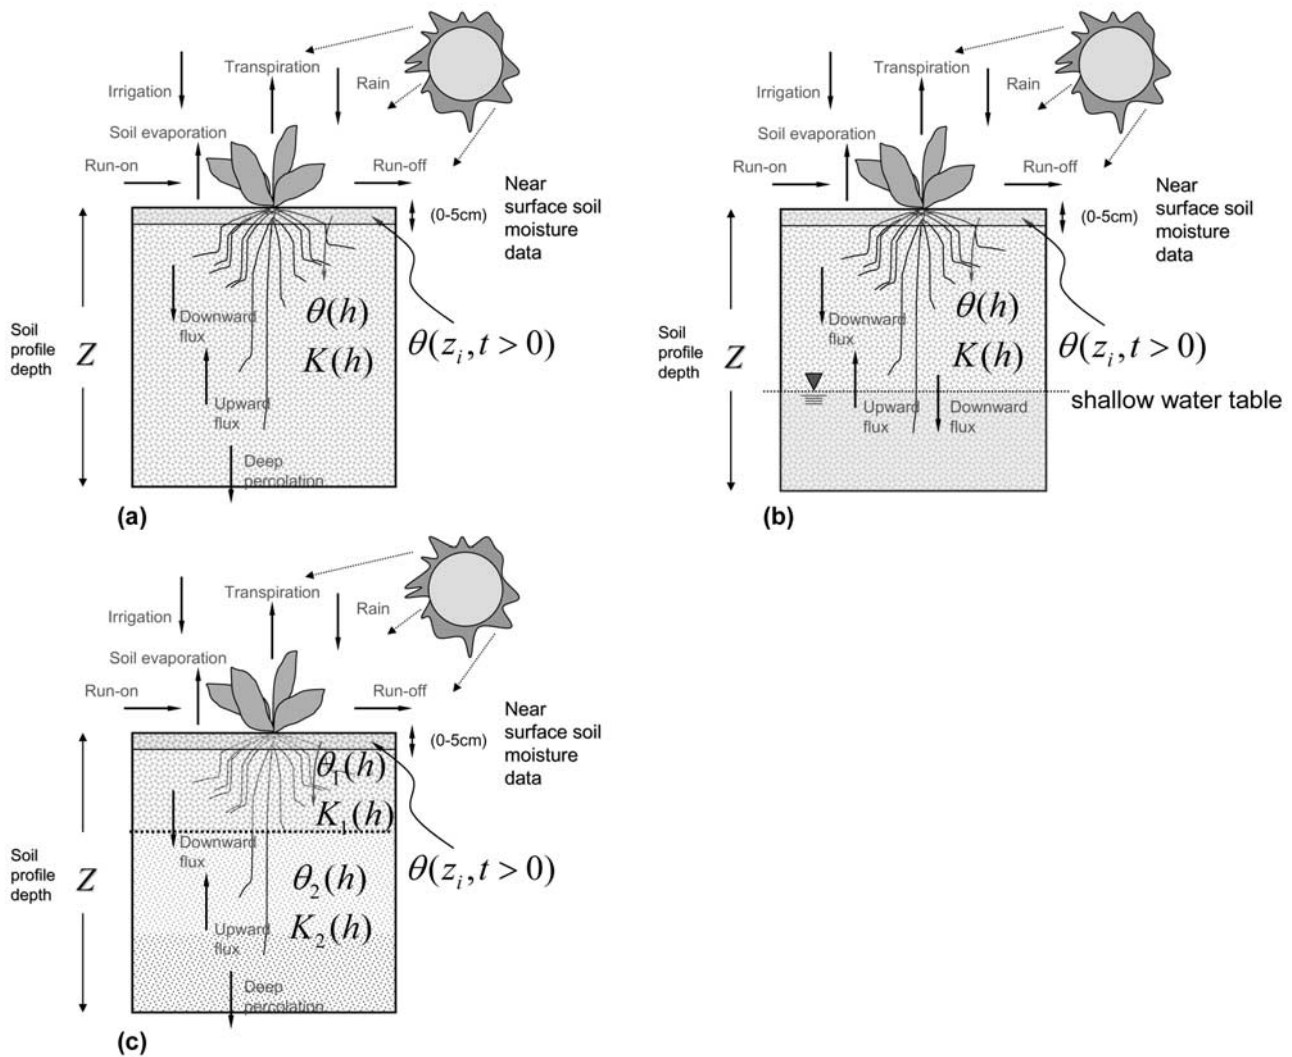 Transpiration
Irrigation
Rain
Soil evaporation
Run-on
Run-off
(0-5cm)
Near
surface soil
moisture
data
Downward
flux
θ(h)
K(h)
θ(z_i, t > 0)
Soil
profile
depth
Z
Upward
flux
Deep
percolation
(a)
Transpiration
Irrigation
Rain
Soil evaporation
Run-on
Run-off
(0-5cm)
Near
surface soil
moisture
data
Downward
flux
θ(h)
K(h)
θ(z_i, t > 0)
Soil
profile
depth
Z
shallow water table
Upward
flux
Downward
flux
(b)
Transpiration
Irrigation
Rain
Soil evaporation
Run-on
Run-off
(0-5cm)
Near
surface soil
moisture
data
θ₁(h)
K₁(h)
Downward
flux
θ(z_i, t > 0)
Soil
profile
depth
Z
θ₂(h)
K₂(h)
Upward
flux
Deep
percolation
(c)